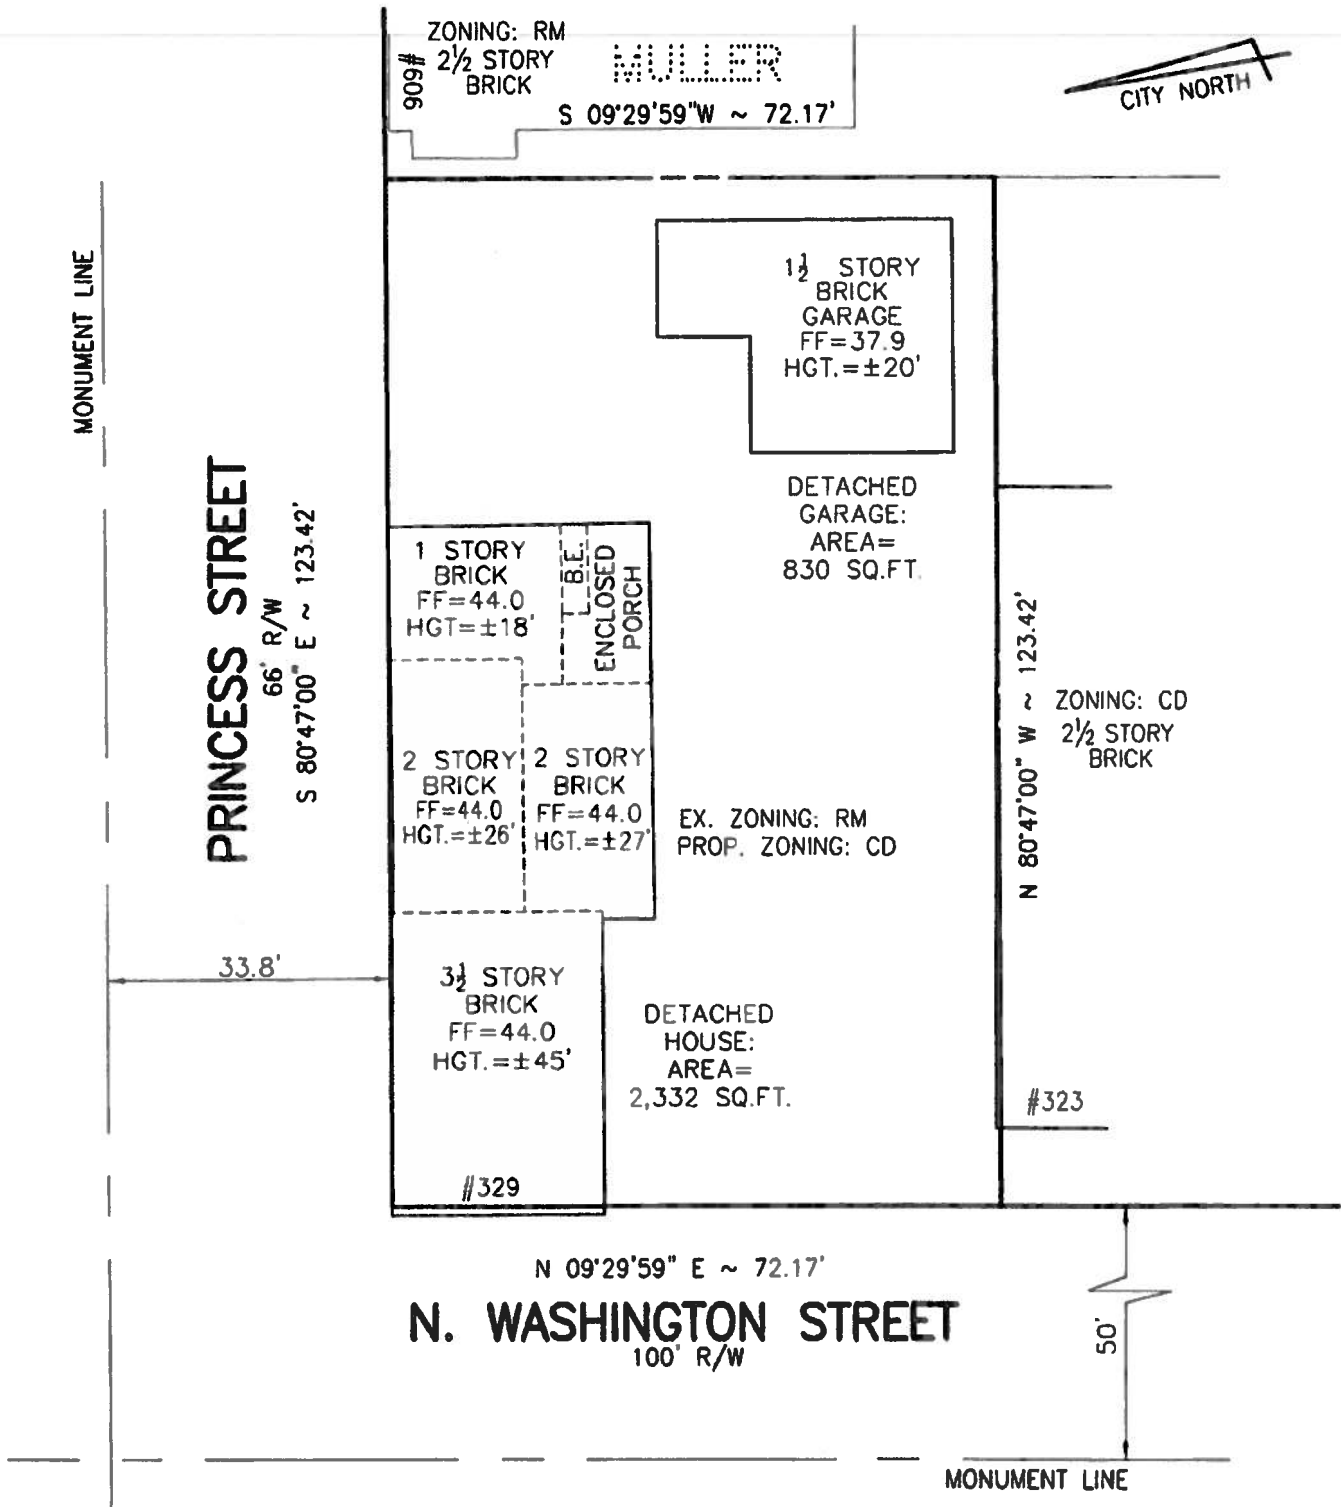 ZONING: RM
2½ STORY
BRICK
#606
MULLER
S 09°29'59"W ~ 72.17'
CITY NORTH
MONUMENT LINE
1½ STORY
BRICK
GARAGE
FF=37.9
HGT.=±20'
DETACHED
GARAGE:
AREA=
830 SQ.FT.
PRINCESS STREET
66' R/W
S 80°47'00" E ~ 123.42'
1 STORY
BRICK
FF=44.0
HGT=±18'
B.E.
ENCLOSED
PORCH
N 80°47'00" W ~ 123.42'
ZONING: CD
2½ STORY
BRICK
2 STORY
BRICK
FF=44.0
HGT.=±26'
2 STORY
BRICK
FF=44.0
HGT.=±27'
EX. ZONING: RM
PROP. ZONING: CD
33.8'
3½ STORY
BRICK
FF=44.0
HGT.=±45'
DETACHED
HOUSE:
AREA=
2,332 SQ.FT.
#323
#329
N 09°29'59" E ~ 72.17'
N. WASHINGTON STREET
100' R/W
50'
MONUMENT LINE